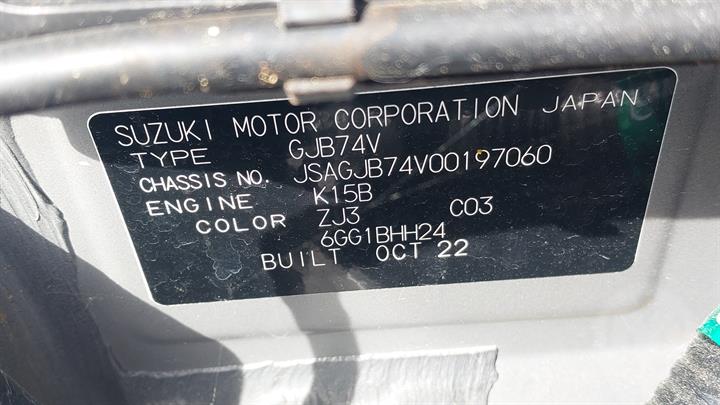 SUZUKI MOTOR CORPORATION JAPAN
TYPE GJB74V
CHASSIS NO. JSAGJB74V00197060
ENGINE K15B
COLOR ZJ3 C03
6GG1BHH24
BUILT OCT 22